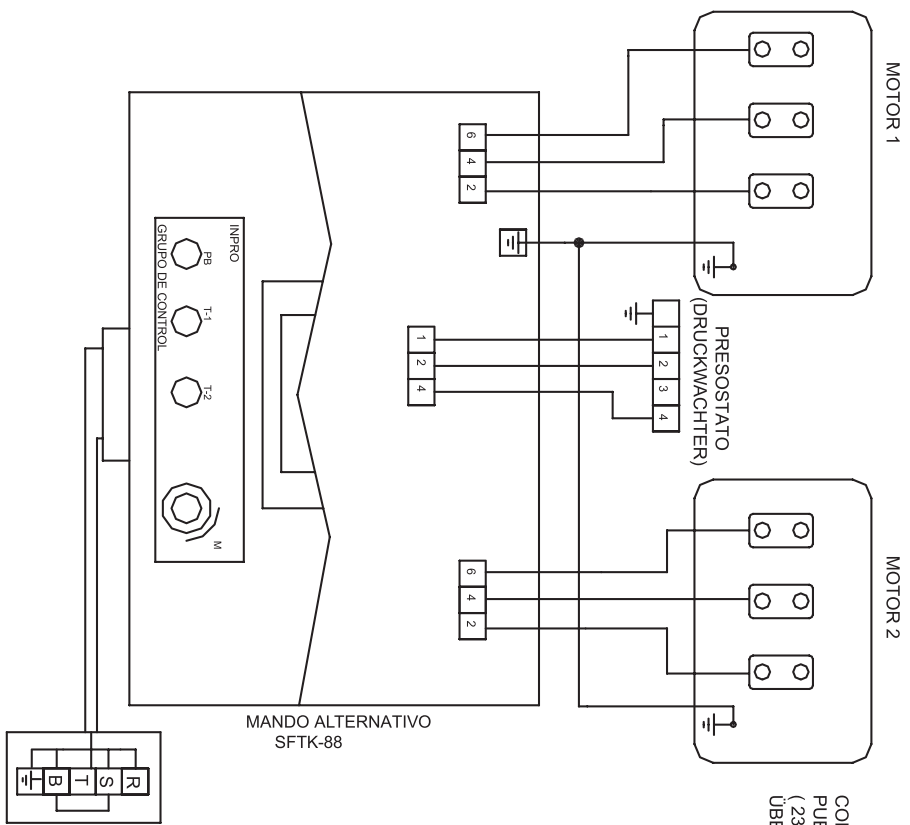 MOTOR 1
6
4
2
INPRO
PB
T-1
T-2
M
GRUPO DE CONTROL
PRESOSTATO
(DRUCKWACHTER)
1
2
3
4
1
2
4
MOTOR 2
6
4
2
MANDO ALTERNATIVO
SFTK-88
B
T
S
R
( 23